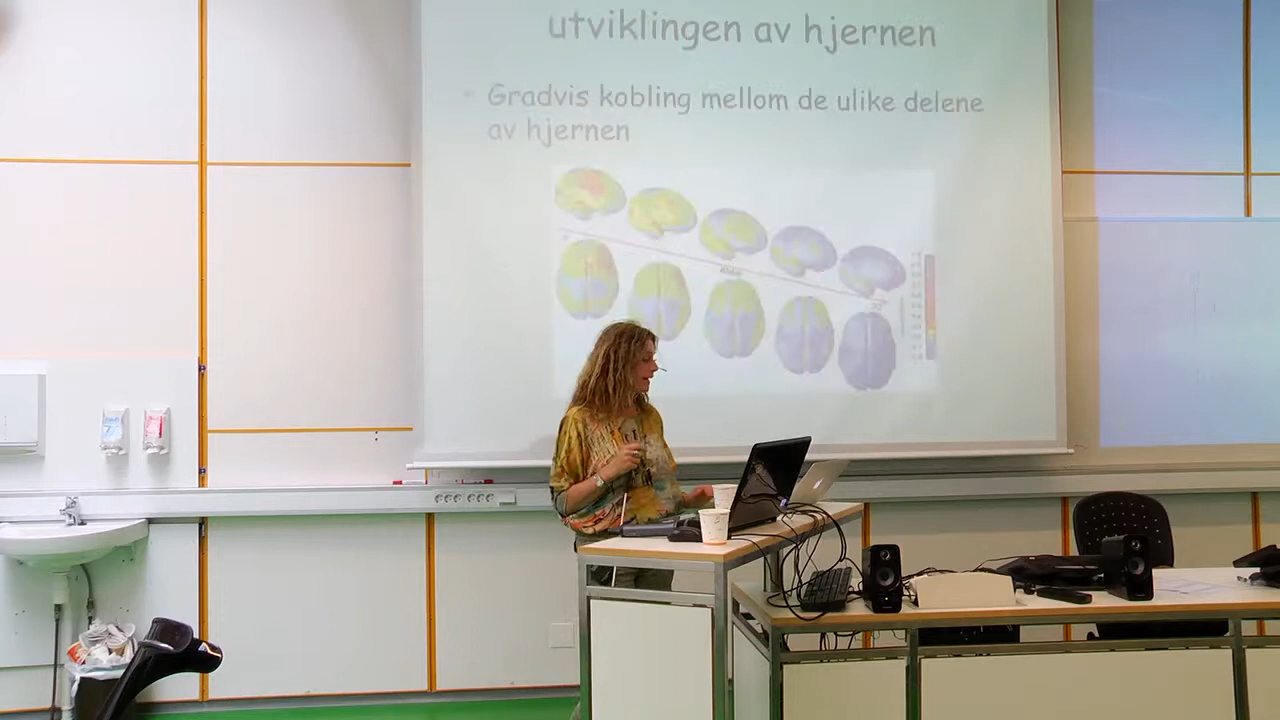 utviklingen av hjernen
• Gradvis kobling mellom de ulike delene
av hjernen